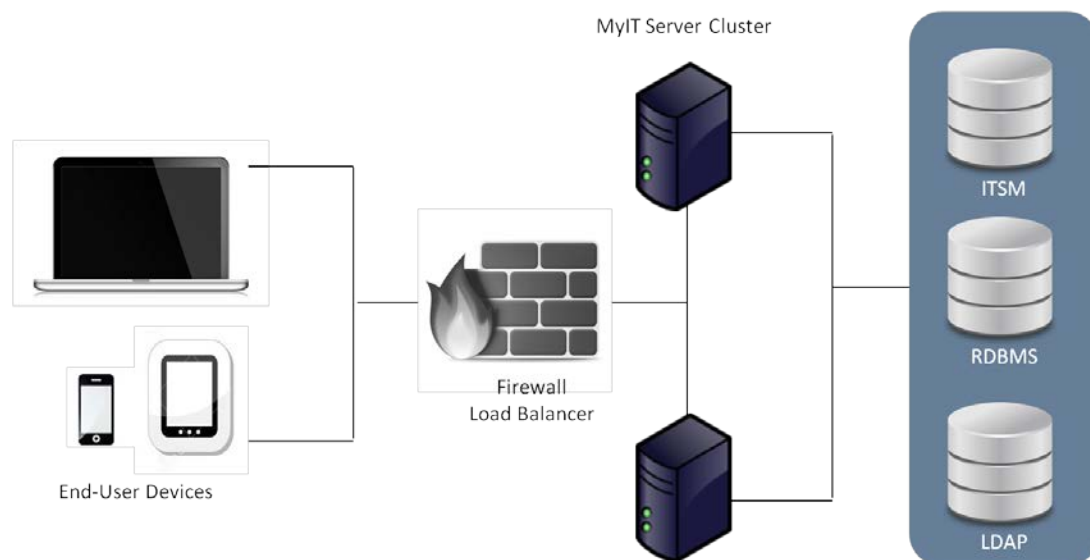 MyIT Server Cluster
ITSM
RDBMS
Firewall
Load Balancer
End-User Devices
LDAP